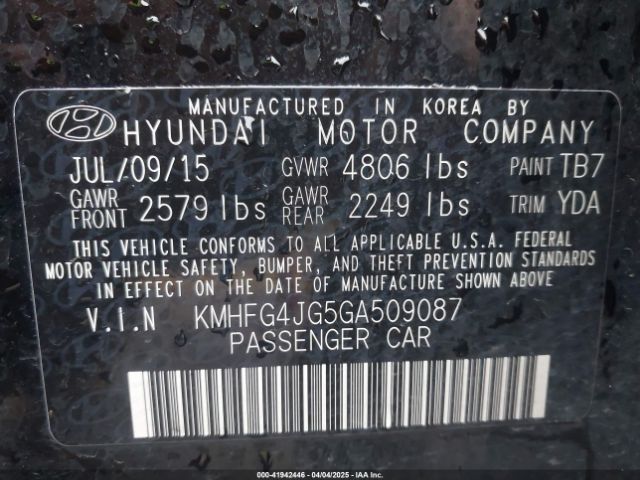 MANUFACTURED IN KOREA BY
HYUNDAI MOTOR COMPANY
JUL/09/15 GVWR 4806 lbs PAINT TB7
GAWR FRONT 2579 lbs GAWR REAR 2249 lbs TRIM YDA
THIS VEHICLE CONFORMS TO ALL APPLICABLE U.S.A. FEDERAL
MOTOR VEHICLE SAFETY, BUMPER, AND THEFT PREVENTION STANDARDS
IN EFFECT ON THE DATE OF MANUFACTURE SHOWN ABOVE
V.I.N KMHFG4JG5GA509087
PASSENGER CAR
000-41942446 - 04/04/2025 - IAA Inc.